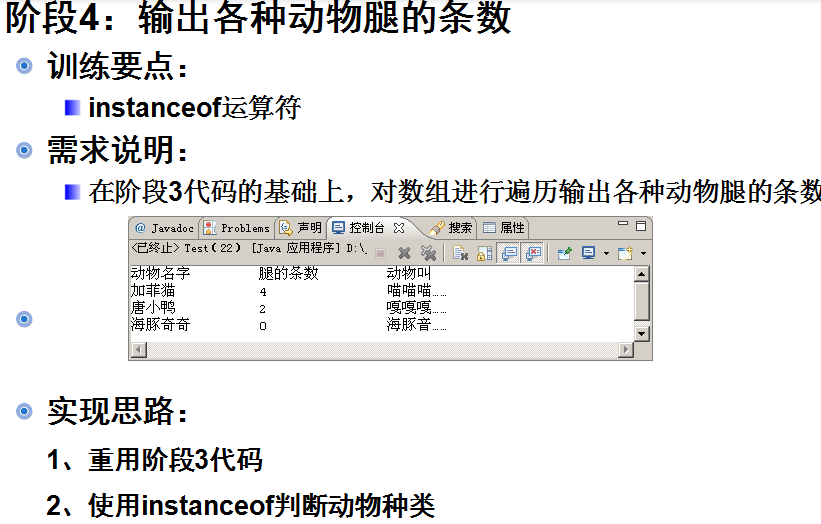 阶段4：输出各种动物腿的条数
训练要点：
instanceof运算符
需求说明：
在阶段3代码的基础上，对数组进行遍历输出各种动物腿的条数
@ Javadoc Problems 声明 控制台 搜索 属性
<已终止> Test (22) [Java 应用程序] D:\.
动物名字 腿的条数 动物叫
加菲猫 4 喵喵喵……
唐小鸭 2 嘎嘎嘎……
海豚奇奇 0 海豚音……
实现思路：
1、重用阶段3代码
2、使用instanceof判断动物种类